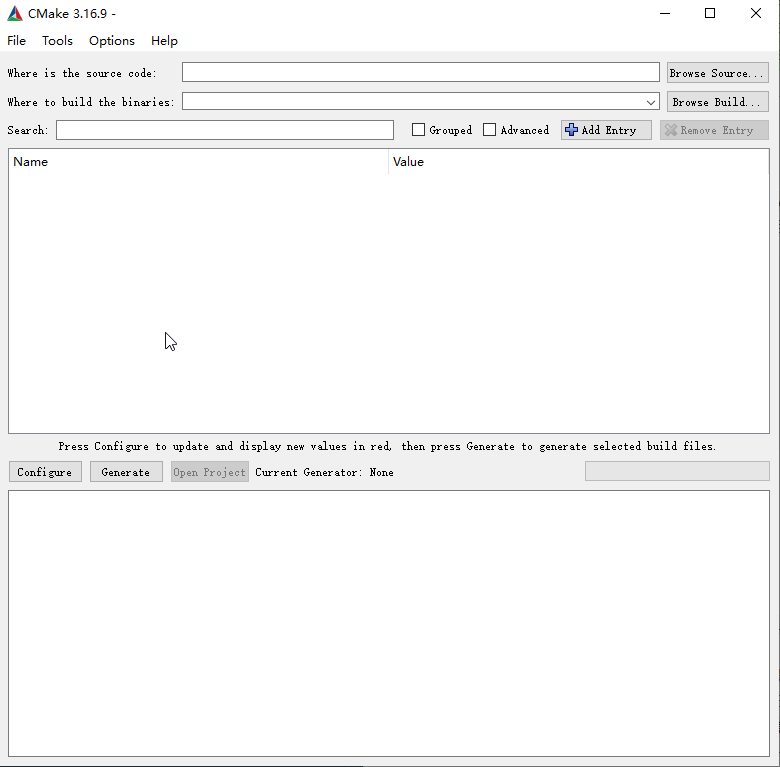 CMake 3.16.9 -
File Tools Options Help
Where is the source code: Browse Source...
Where to build the binaries: Browse Build...
Search: Grouped Advanced Add Entry Remove Entry
Name Value
Press Configure to update and display new values in red, then press Generate to generate selected build files.
Configure Generate Open Project Current Generator: None